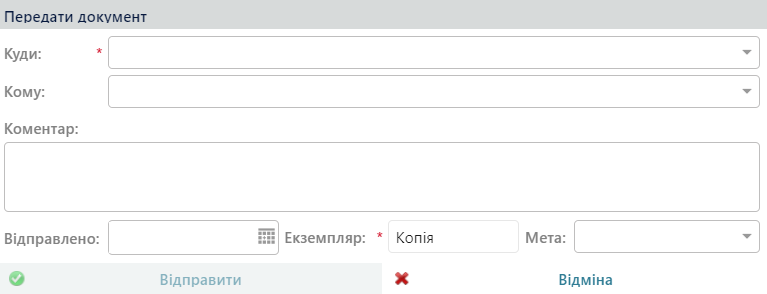 Передати документ
Куди: *
Кому:
Коментар:
Відправлено: Екземпляр: * Копія Мета:
Відправити Відміна